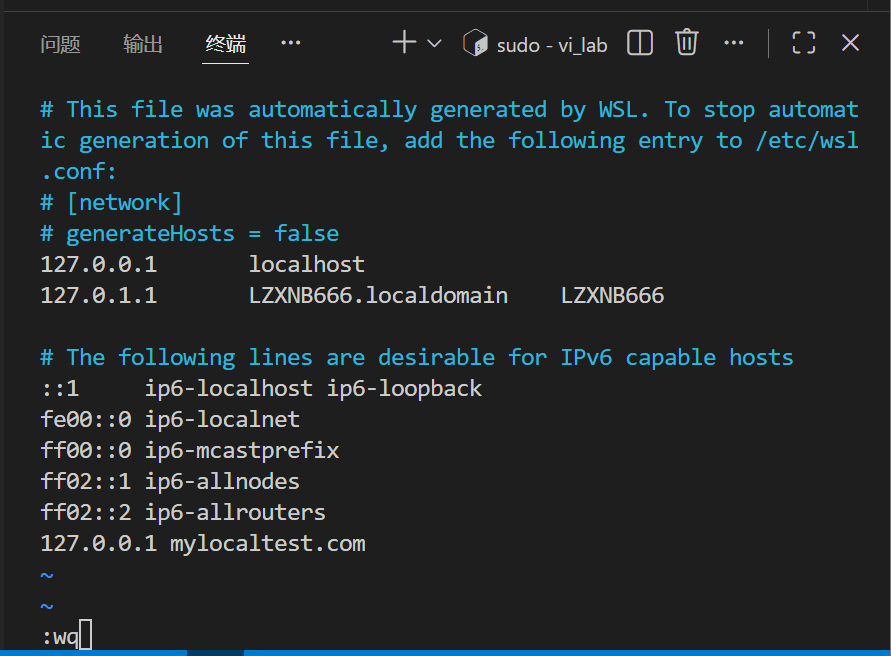 问题 输出 终端 ··· sudo - vi_lab ···
# This file was automatically generated by WSL. To stop automat
ic generation of this file, add the following entry to /etc/wsl
.conf:
# [network]
# generateHosts = false
127.0.0.1 localhost
127.0.1.1 LZXNB666.localdomain LZXNB666
# The following lines are desirable for IPv6 capable hosts
::1 ip6-localhost ip6-loopback
fe00::0 ip6-localnet
ff00::0 ip6-mcastprefix
ff02::1 ip6-allnodes
ff02::2 ip6-allrouters
127.0.0.1 mylocaltest.com
~
~
:wq